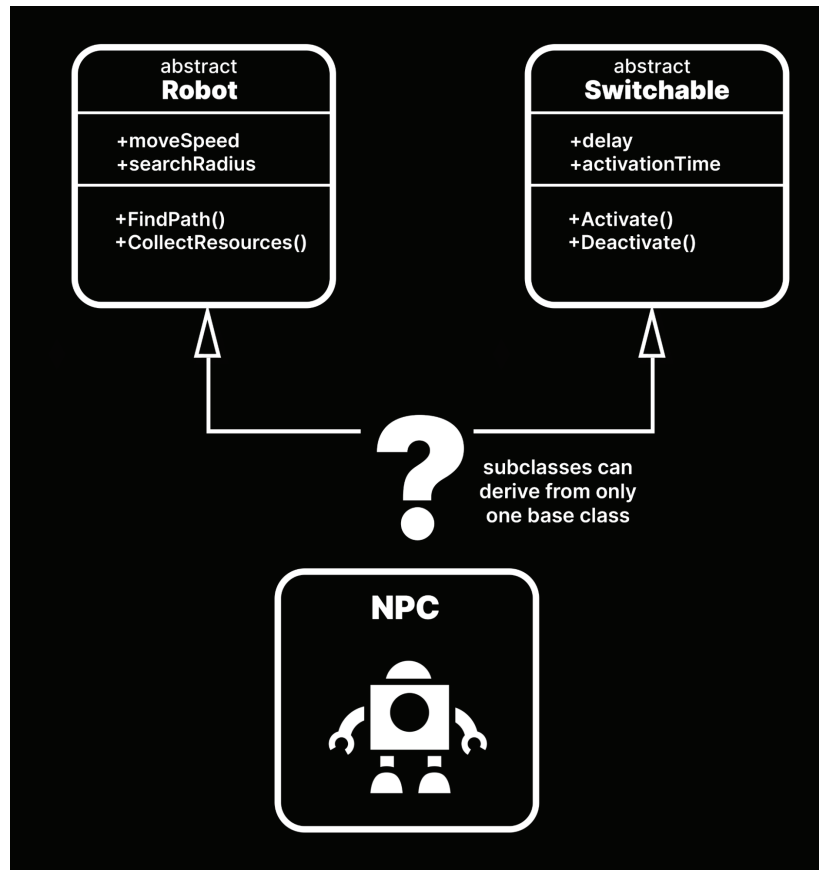 abstract
Robot
+moveSpeed
+searchRadius
+FindPath()
+CollectResources()
abstract
Switchable
+delay
+activationTime
+Activate()
+Deactivate()
?
subclasses can
derive from only
one base class
NPC